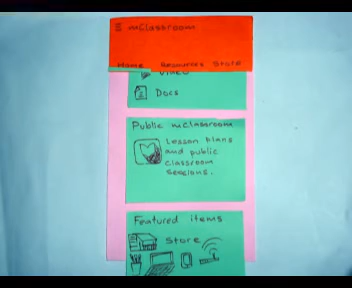 mClassroom
Home Resources Store
Video
Docs
Public mClassroom
Lesson plans
and public
classroom
sessions.
Featured items
Store